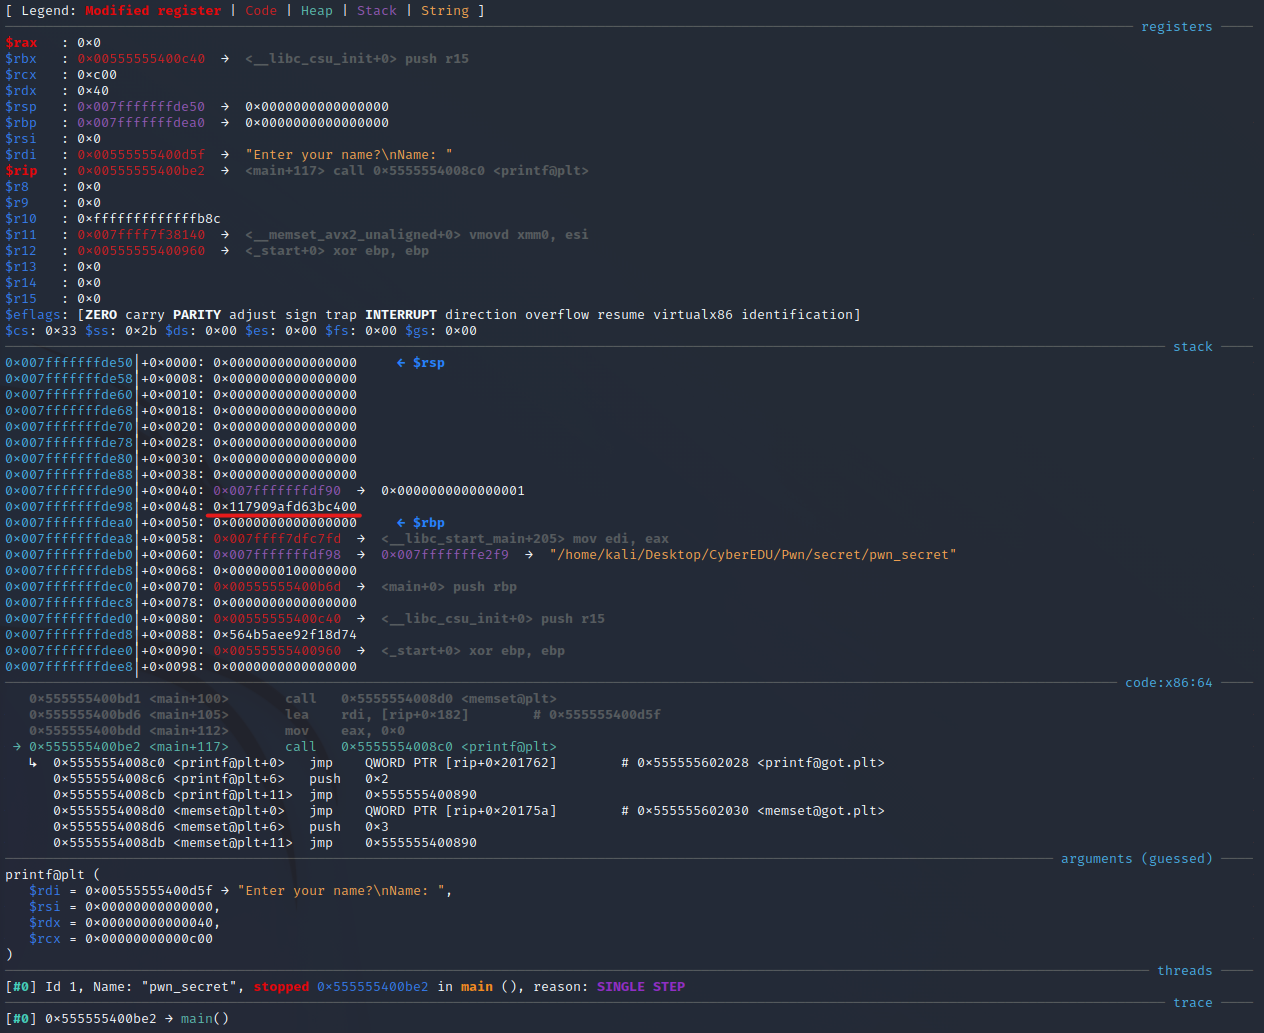 [ Legend: Modified register | Code | Heap | Stack | String ]
registers
$rax   : 0×0
$rbx   : 0×00555555400c40  →  <__libc_csu_init+0> push r15
$rcx   : 0×c00
$rdx   : 0×40
$rsp   : 0×007fffffffde50  →  0×0000000000000000
$rbp   : 0×007fffffffdea0  →  0×0000000000000000
$rsi   : 0×0
$rdi   : 0×00555555400d5f  →  "Enter your name?\nName: "
$rip   : 0×00555555400be2  →  <main+117> call 0×5555554008c0 <printf@plt>
$r8    : 0×0
$r9    : 0×0
$r10   : 0×fffffffffffffb8c
$r11   : 0×007ffff7f38140  →  <__memset_avx2_unaligned+0> vmovd xmm0, esi
$r12   : 0×00555555400960  →  <_start+0> xor ebp, ebp
$r13   : 0×0
$r14   : 0×0
$r15   : 0×0
$eflags: [ZERO carry PARITY adjust sign trap INTERRUPT direction overflow resume virtualx86 identification]
$cs: 0×33 $ss: 0×2b $ds: 0×00 $es: 0×00 $fs: 0×00 $gs: 0×00
stack
0×007fffffffde50│+0×0000: 0×0000000000000000     ← $rsp
0×007fffffffde58│+0×0008: 0×0000000000000000
0×007fffffffde60│+0×0010: 0×0000000000000000
0×007fffffffde68│+0×0018: 0×0000000000000000
0×007fffffffde70│+0×0020: 0×0000000000000000
0×007fffffffde78│+0×0028: 0×0000000000000000
0×007fffffffde80│+0×0030: 0×0000000000000000
0×007fffffffde88│+0×0038: 0×0000000000000000
0×007fffffffde90│+0×0040: 0×007fffffffdf90  →  0×0000000000000001
0×007fffffffde98│+0×0048: 0×117909afd63bc400
0×007fffffffdea0│+0×0050: 0×0000000000000000     ← $rbp
0×007fffffffdea8│+0×0058: 0×007ffff7dfc7fd  →  <__libc_start_main+205> mov edi, eax
0×007fffffffdeb0│+0×0060: 0×007fffffffdf98  →  0×007fffffffe2f9  →  "/home/kali/Desktop/CyberEDU/Pwn/secret/pwn_secret"
0×007fffffffdeb8│+0×0068: 0×0000000100000000
0×007fffffffdec0│+0×0070: 0×00555555400b6d  →  <main+0> push rbp
0×007fffffffdec8│+0×0078: 0×0000000000000000
0×007fffffffded0│+0×0080: 0×00555555400c40  →  <__libc_csu_init+0> push r15
0×007fffffffded8│+0×0088: 0×564b5aee92f18d74
0×007fffffffdee0│+0×0090: 0×00555555400960  →  <_start+0> xor ebp, ebp
0×007fffffffdee8│+0×0098: 0×0000000000000000
code:x86:64
0×555555400bd1 <main+100>       call   0×5555554008d0 <memset@plt>
0×555555400bd6 <main+105>       lea    rdi, [rip+0×182]        # 0×555555400d5f
0×555555400bdd <main+112>       mov    eax, 0×0
→ 0×555555400be2 <main+117>       call   0×5555554008c0 <printf@plt>
↳  0×5555554008c0 <printf@plt+0>   jmp    QWORD PTR [rip+0×201762]        # 0×555555602028 <printf@got.plt>
0×5555554008c6 <printf@plt+6>   push   0×2
0×5555554008cb <printf@plt+11>  jmp    0×555555400890
0×5555554008d0 <memset@plt+0>   jmp    QWORD PTR [rip+0×20175a]        # 0×555555602030 <memset@got.plt>
0×5555554008d6 <memset@plt+6>   push   0×3
0×5555554008db <memset@plt+11>  jmp    0×555555400890
arguments (guessed)
printf@plt (
$rdi = 0×00555555400d5f → "Enter your name?\nName: ",
$rsi = 0×00000000000000,
$rdx = 0×00000000000040,
$rcx = 0×00000000000c00
)
threads
[#0] Id 1, Name: "pwn_secret", stopped 0×555555400be2 in main (), reason: SINGLE STEP
trace
[#0] 0×555555400be2 → main()